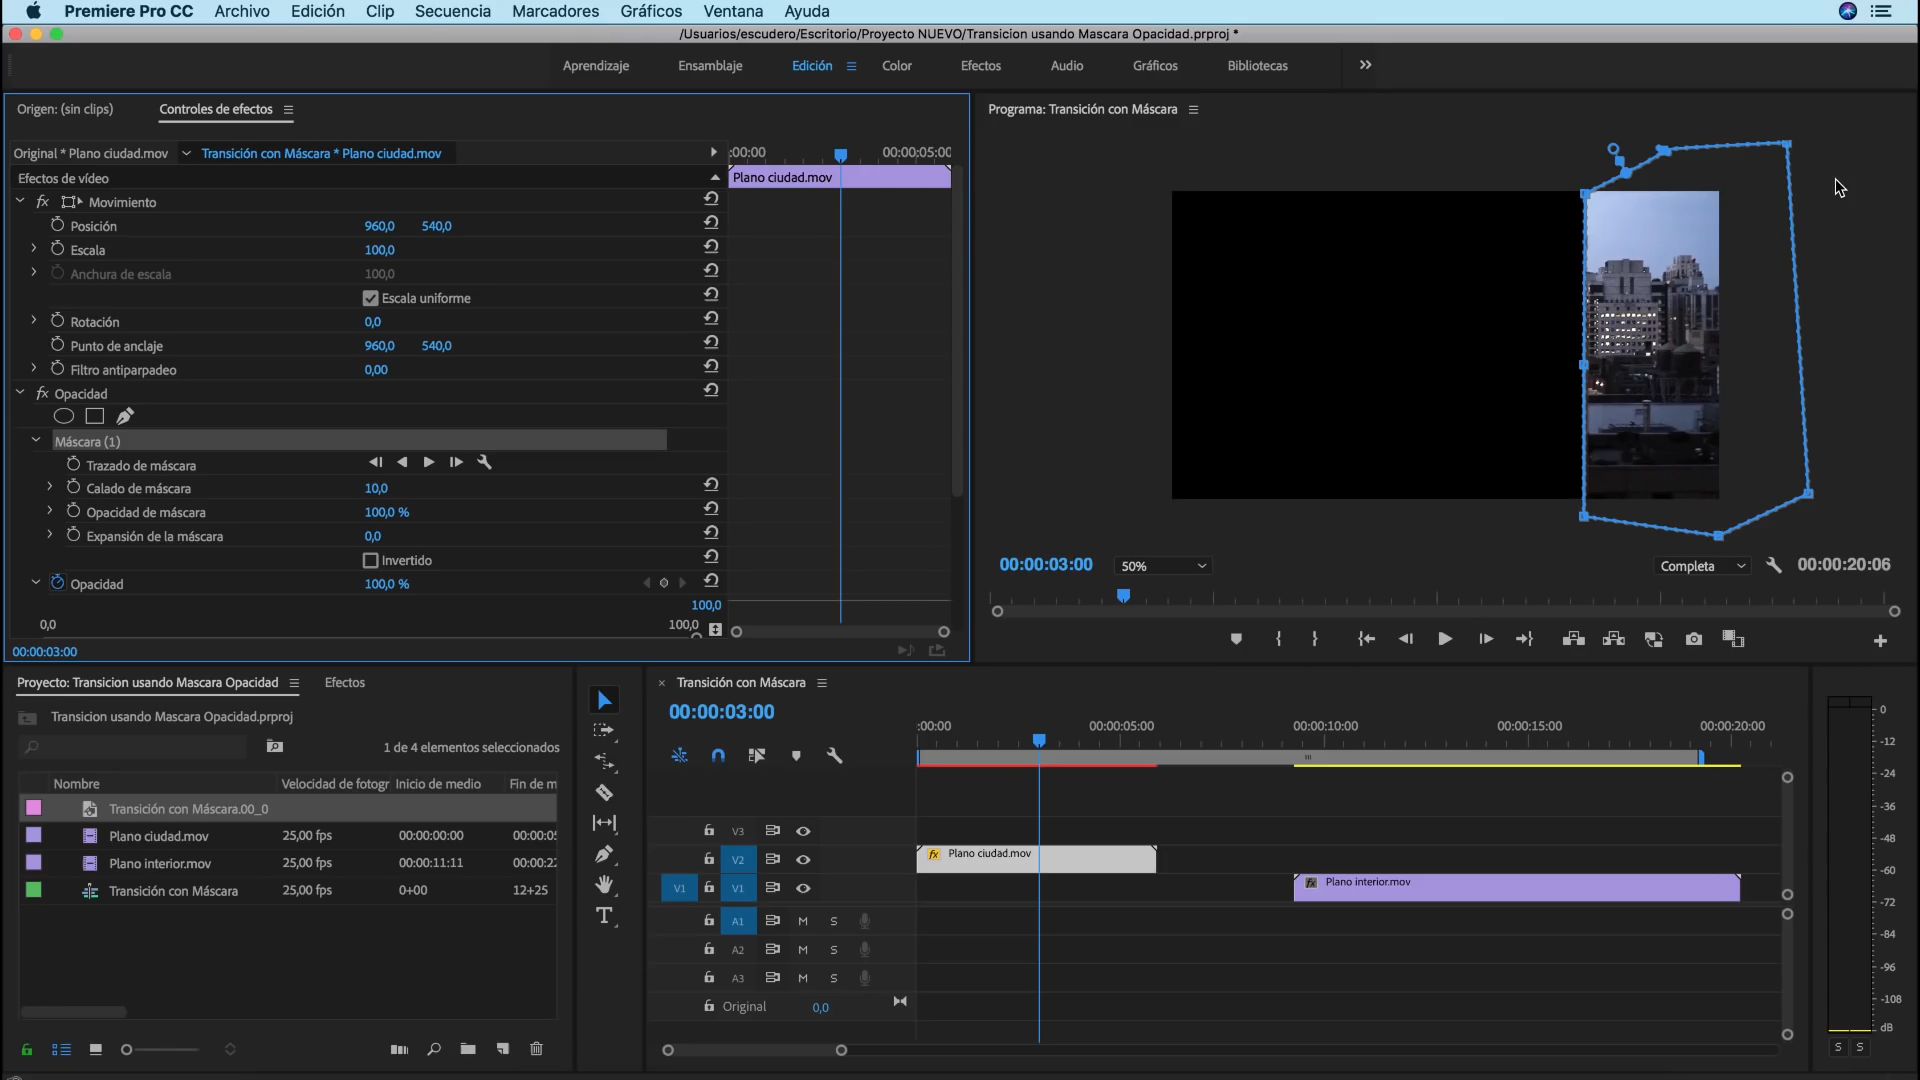 Premiere Pro CC Archivo Edición Clip Secuencia Marcadores Gráficos Ventana Ayuda
/Usuarios/escudero/Escritorio/Proyecto NUEVO/Transicion usando Mascara Opacidad.prproj *
Aprendizaje Ensamblaje Edición Color Efectos Audio Gráficos Bibliotecas
Origen: (sin clips) Controles de efectos
Original * Plano ciudad.mov Transición con Máscara * Plano ciudad.mov
:00:00 00:00:05:00
Efectos de vídeo
Plano ciudad.mov
fx Movimiento
Posición 960,0 540,0
Escala 100,0
Anchura de escala 100,0
Escala uniforme
Rotación 0,0
Punto de anclaje 960,0 540,0
Filtro antiparpadeo 0,00
fx Opacidad
Máscara (1)
Trazado de máscara
Calado de máscara 10,0
Opacidad de máscara 100,0 %
Expansión de la máscara 0,0
Invertido
Opacidad 100,0 %
100,0
0,0 100,0
00:00:03:00
Programa: Transición con Máscara
00:00:03:00 50% Completa 00:00:20:06
Proyecto: Transicion usando Mascara Opacidad Efectos
Transicion usando Mascara Opacidad.prproj
1 de 4 elementos seleccionados
Nombre Velocidad de fotogr Inicio de medio Fin de m
Transición con Máscara.00_0
Plano ciudad.mov 25,00 fps 00:00:00:00 00:00:05
Plano interior.mov 25,00 fps 00:00:11:11 00:00:22
Transición con Máscara 25,00 fps 0+00 12+25
× Transición con Máscara
00:00:03:00
:00:00 00:00:05:00 00:00:10:00 00:00:15:00 00:00:20:00
V3
V2 fx Plano ciudad.mov
V1 V1 fx Plano interior.mov
A1 M S
A2 M S
A3 M S
Original 0,0
0
-12
-24
-36
-48
-60
-72
-84
-96
-108
dB
S S